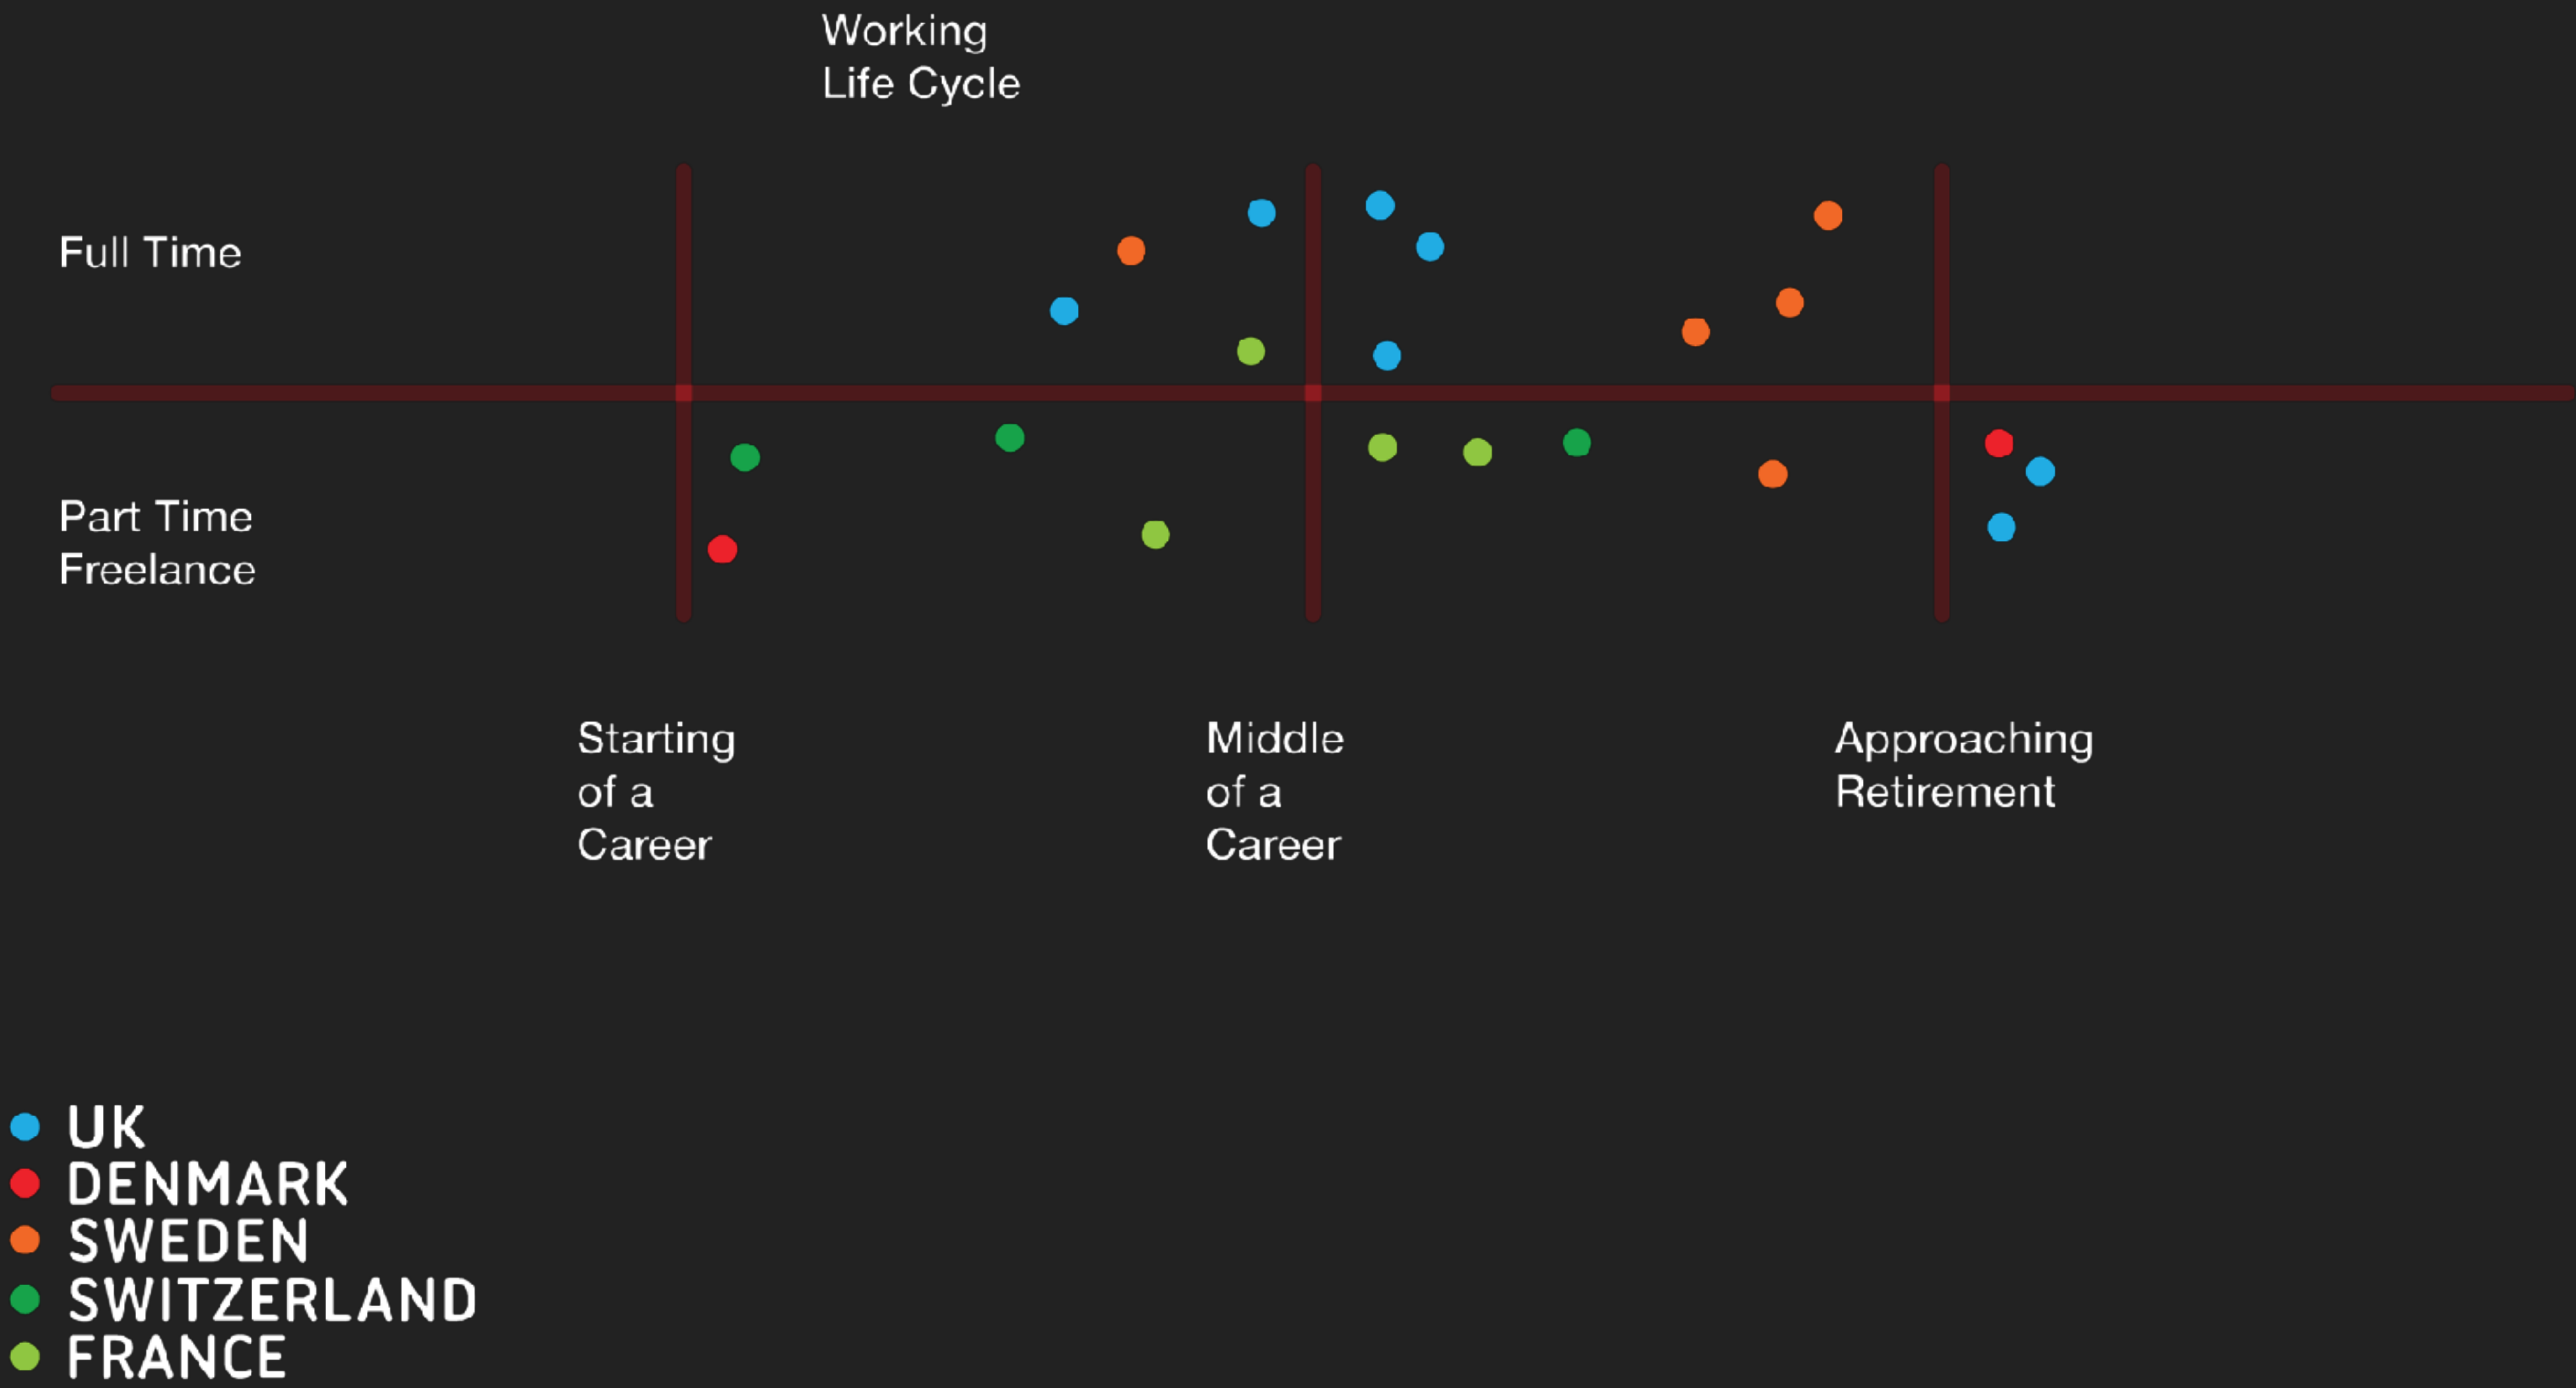 Working
Life Cycle
Full Time
Part Time
Freelance
Starting
of a
Career
Middle
of a
Career
Approaching
Retirement
UK
DENMARK
SWEDEN
SWITZERLAND
FRANCE